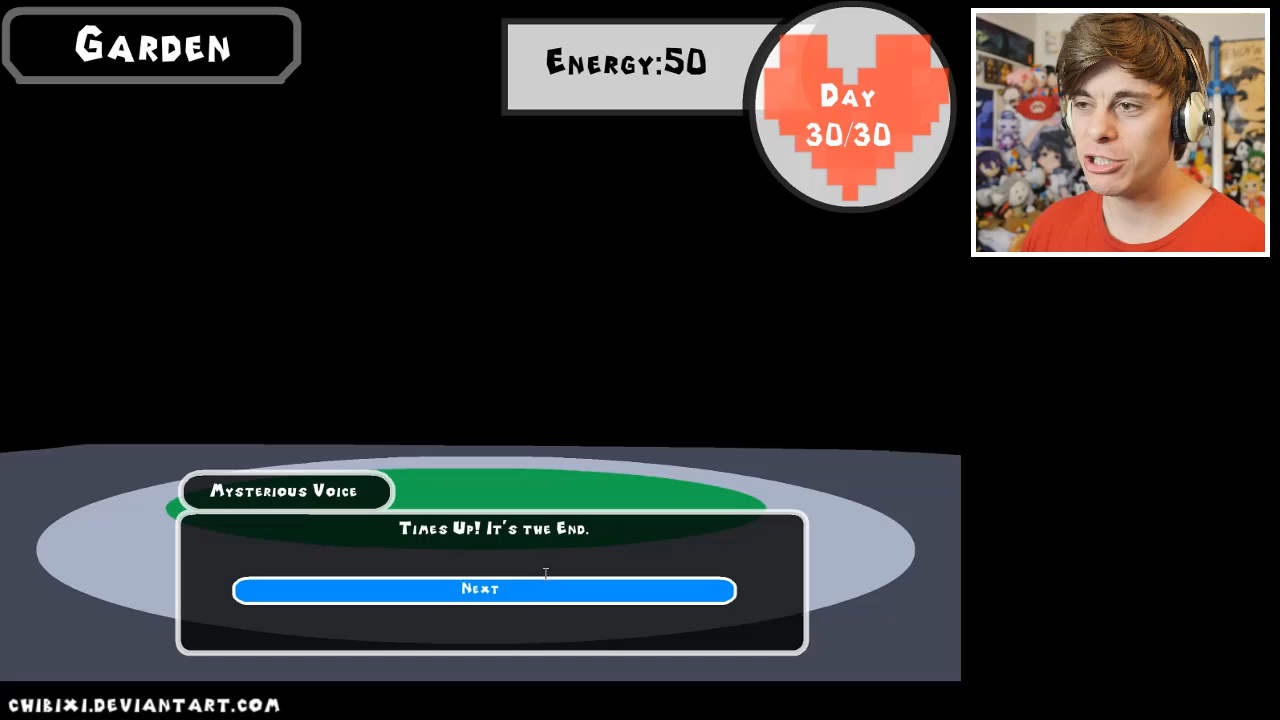 Garden
Energy:50
Day
30/30
Mysterious Voice
Times Up! It's the End.
Next
chibixi.deviantart.com